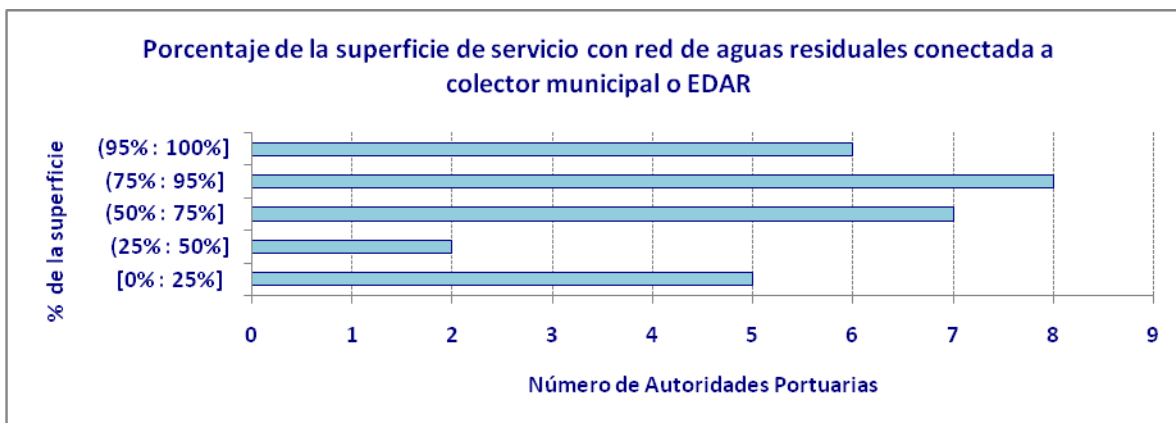 Porcentaje de la superficie de servicio con red de aguas residuales conectada a
colector municipal o EDAR
% de la superficie
(95% : 100%]
(75% : 95%]
(50% : 75%]
(25% : 50%]
[0% : 25%]
0 1 2 3 4 5 6 7 8 9
Número de Autoridades Portuarias